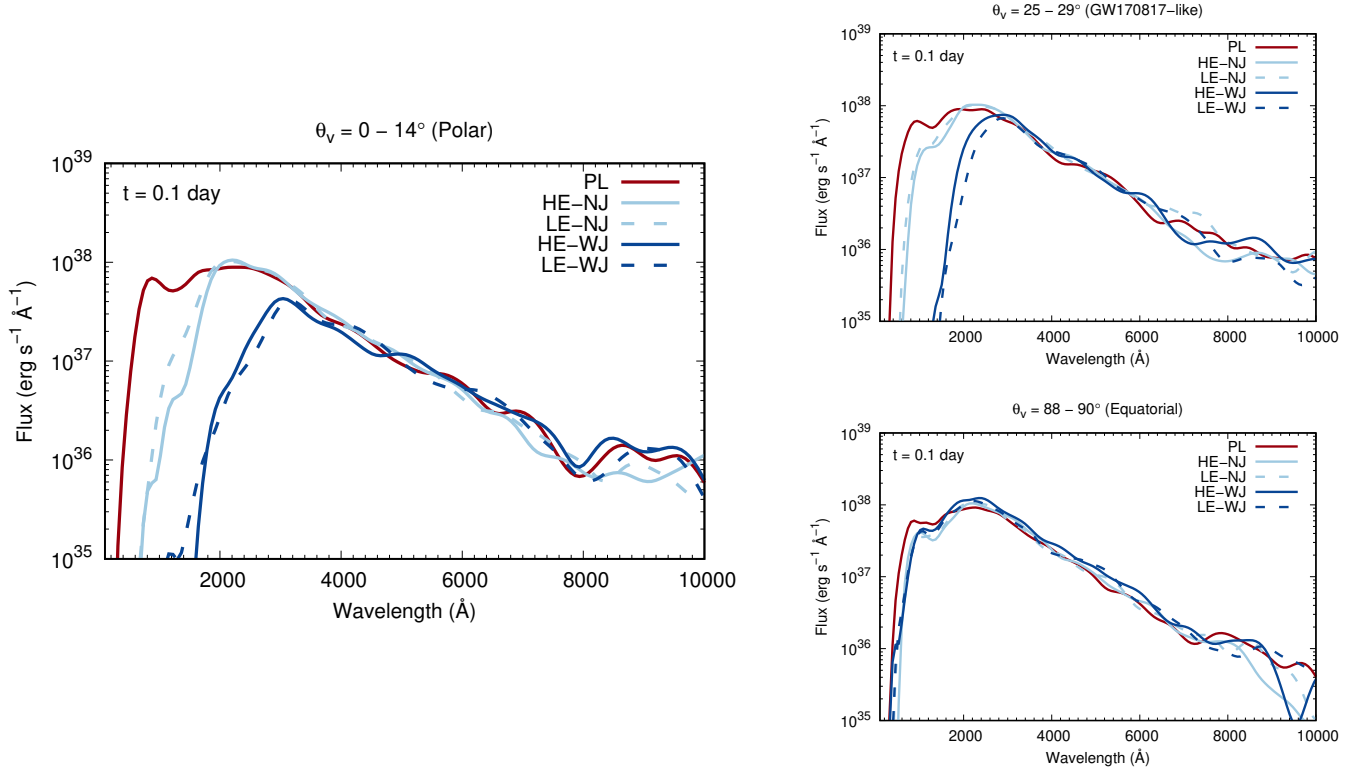 θv = 0 – 14° (Polar)
t = 0.1 day
PL
HE–NJ
LE–NJ
HE–WJ
LE–WJ
10^39
10^38
10^37
10^36
10^35
Flux (erg s⁻¹ Å⁻¹)
2000 4000 6000 8000 10000
Wavelength (Å)
θv = 25 – 29° (GW170817–like)
t = 0.1 day
PL
HE–NJ
LE–NJ
HE–WJ
LE–WJ
10^39
10^38
10^37
10^36
10^35
Flux (erg s⁻¹ Å⁻¹)
2000 4000 6000 8000 10000
Wavelength (Å)
θv = 88 – 90° (Equatorial)
t = 0.1 day
PL
HE–NJ
LE–NJ
HE–WJ
LE–WJ
10^39
10^38
10^37
10^36
10^35
Flux (erg s⁻¹ Å⁻¹)
2000 4000 6000 8000 10000
Wavelength (Å)